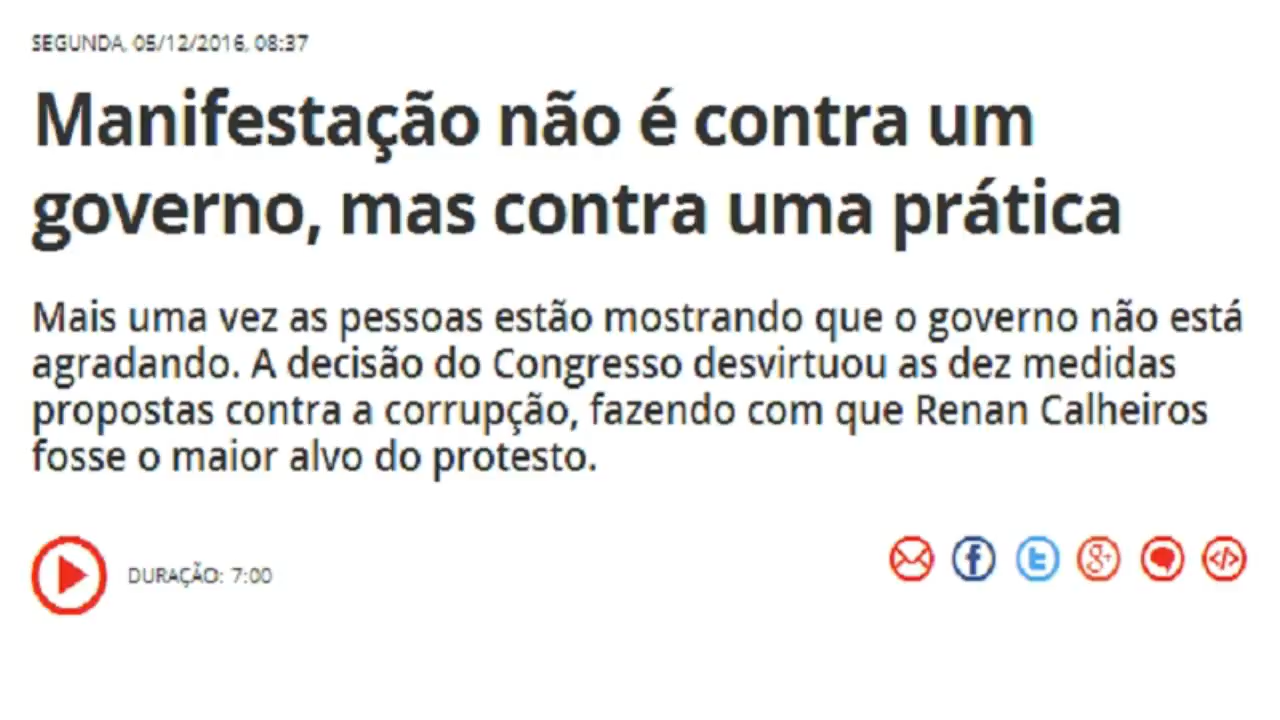 SEGUNDA, 05/12/2016, 08:37
Manifestação não é contra um
governo, mas contra uma prática
Mais uma vez as pessoas estão mostrando que o governo não está
agradando. A decisão do Congresso desvirtuou as dez medidas
propostas contra a corrupção, fazendo com que Renan Calheiros
fosse o maior alvo do protesto.
DURAÇÃO: 7:00